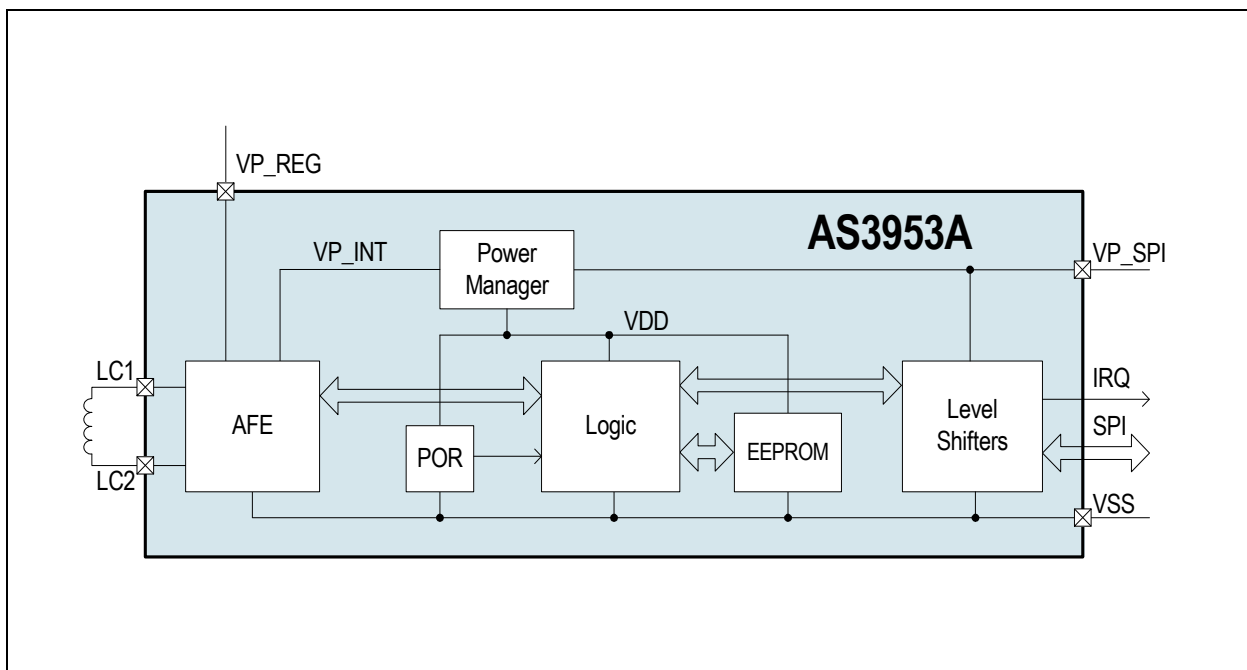 VP_REG
AS3953A
VP_INT
Power
Manager
VP_SPI
VDD
LC1
IRQ
AFE
Logic
Level
Shifters
SPI
POR
EEPROM
LC2
VSS